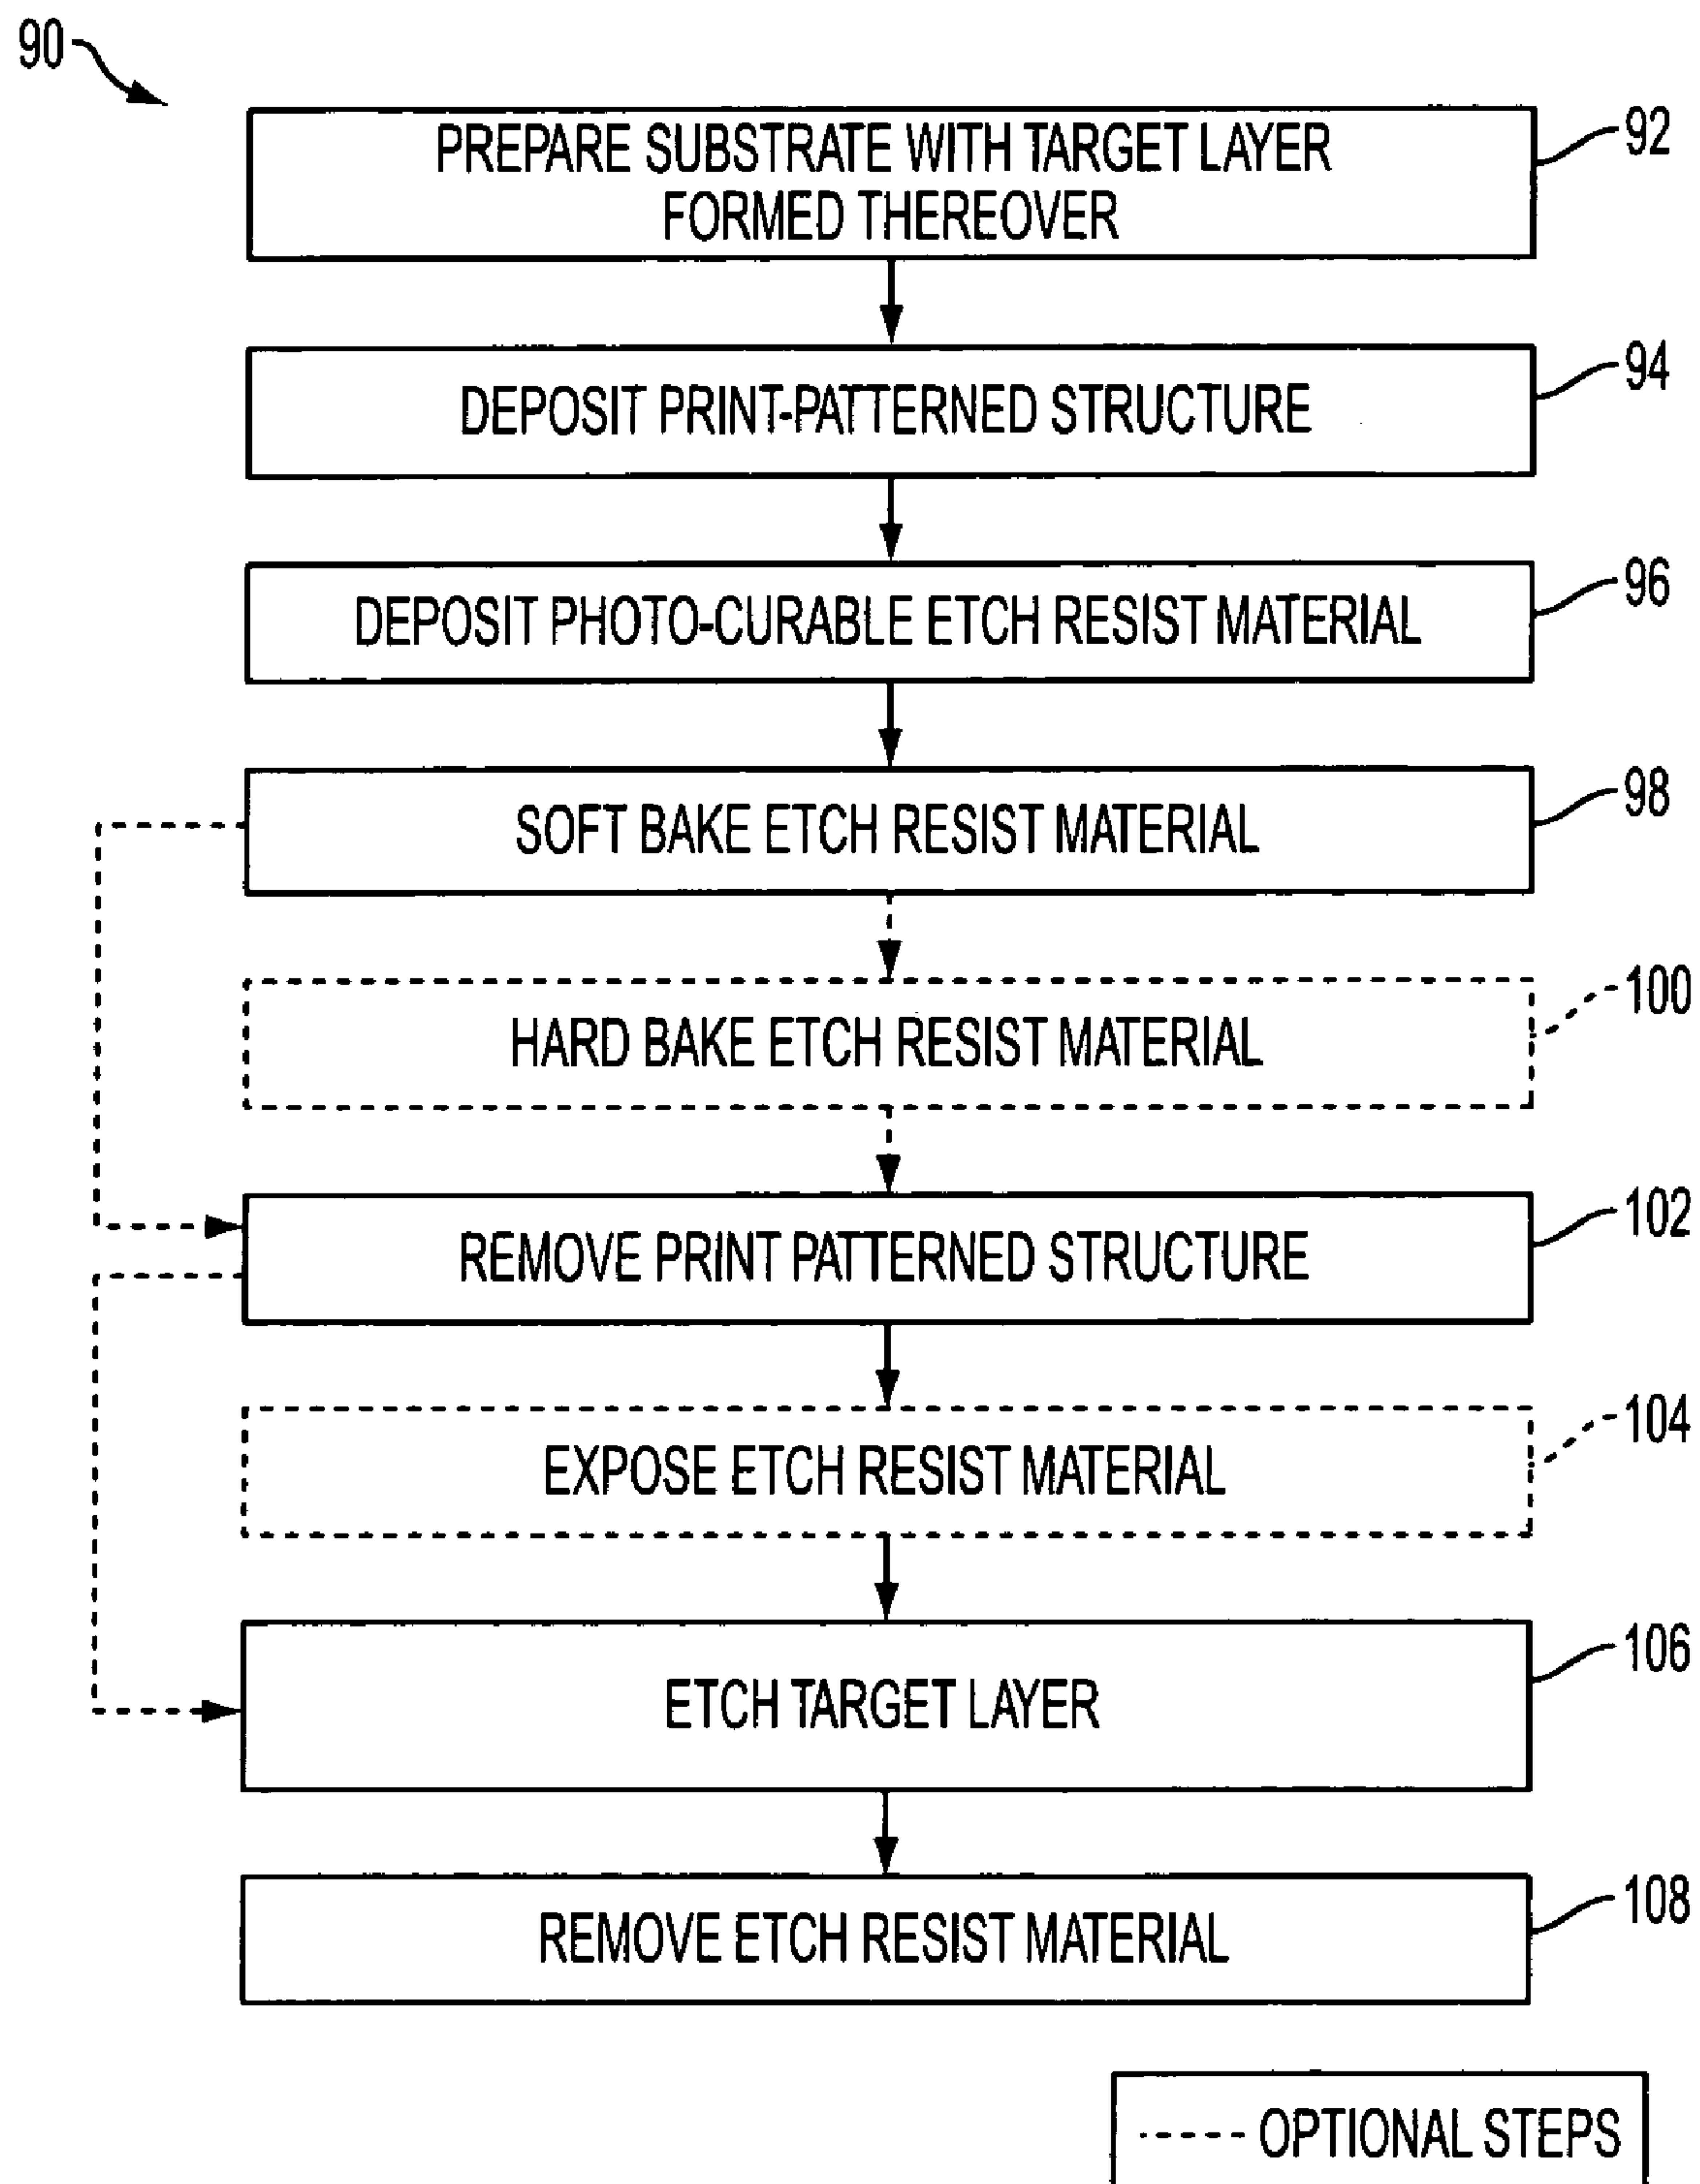 90
PREPARE SUBSTRATE WITH TARGET LAYER
FORMED THEREOVER
92
DEPOSIT PRINT-PATTERNED STRUCTURE
94
DEPOSIT PHOTO-CURABLE ETCH RESIST MATERIAL
96
SOFT BAKE ETCH RESIST MATERIAL
98
HARD BAKE ETCH RESIST MATERIAL
100
REMOVE PRINT PATTERNED STRUCTURE
102
EXPOSE ETCH RESIST MATERIAL
104
ETCH TARGET LAYER
106
REMOVE ETCH RESIST MATERIAL
108
OPTIONAL STEPS